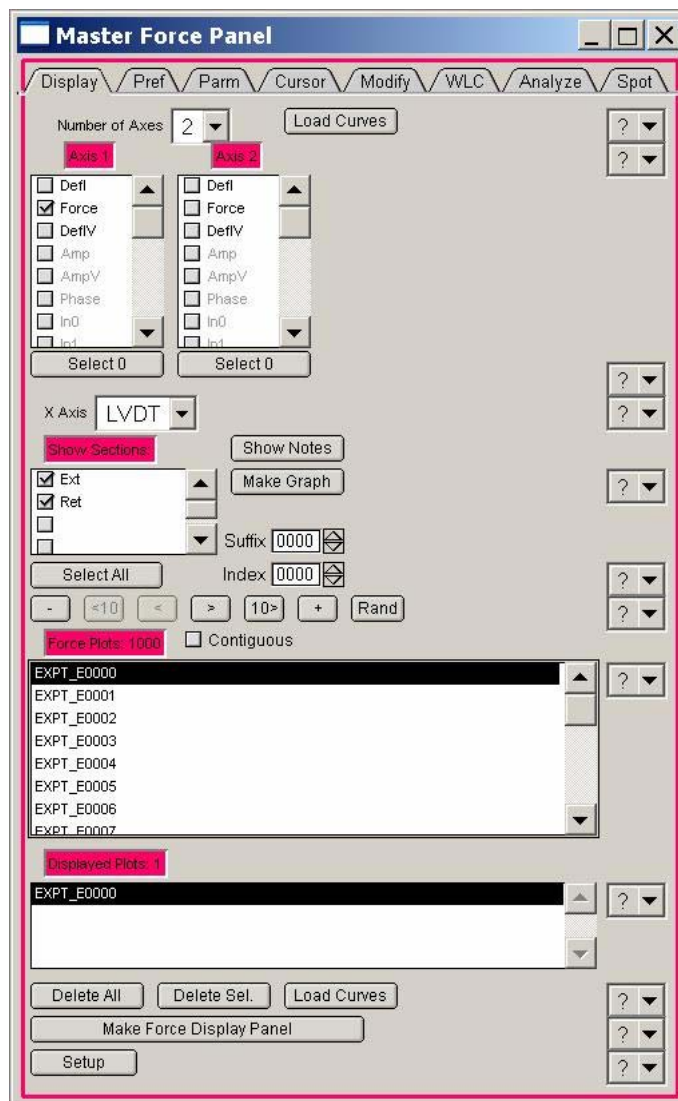 Master Force Panel
Display Pref Parm Cursor Modify WLC Analyze Spot
Number of Axes 2 Load Curves ?
Axis 1 Axis 2 ?
Defl Defl
Force Force
DeflV DeflV
Amp Amp
AmpV AmpV
Phase Phase
In0 In0
In1 In1
Select 0 Select 0 ?
X Axis LVDT ?
Show Sections: Show Notes
Ext Make Graph ?
Ret
Suffix 0000
Select All Index 0000 ?
- <10 < > 10> + Rand ?
Force Plots: 1000 Contiguous
EXPT_E0000 ?
EXPT_E0001
EXPT_E0002
EXPT_E0003
EXPT_E0004
EXPT_E0005
EXPT_E0006
EXPT_E0007
Displayed Plots: 1
EXPT_E0000 ?
Delete All Delete Sel. Load Curves ?
Make Force Display Panel ?
Setup ?